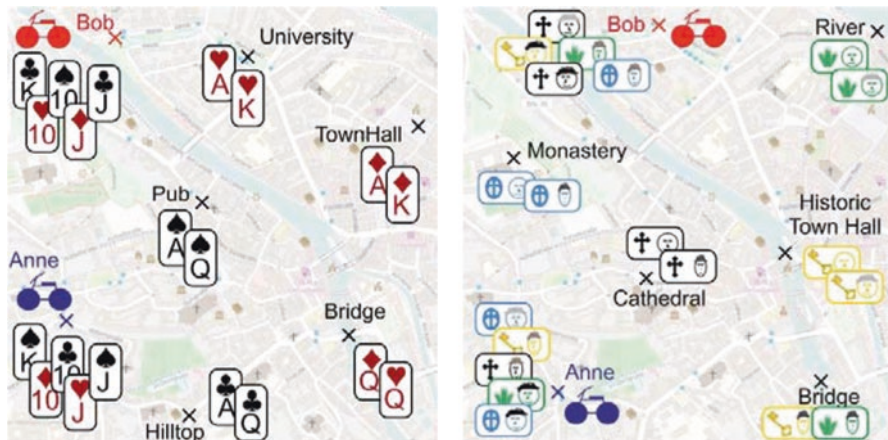 Bob
University
K
10
J
10
J
A
K
TownHall
A
K
Pub
A
Q
Anne
Bridge
K
10
J
10
J
A
Q
Q
Q
Hilltop
Bob
River
Monastery
Historic
Town Hall
Cathedral
Anne
Bridge